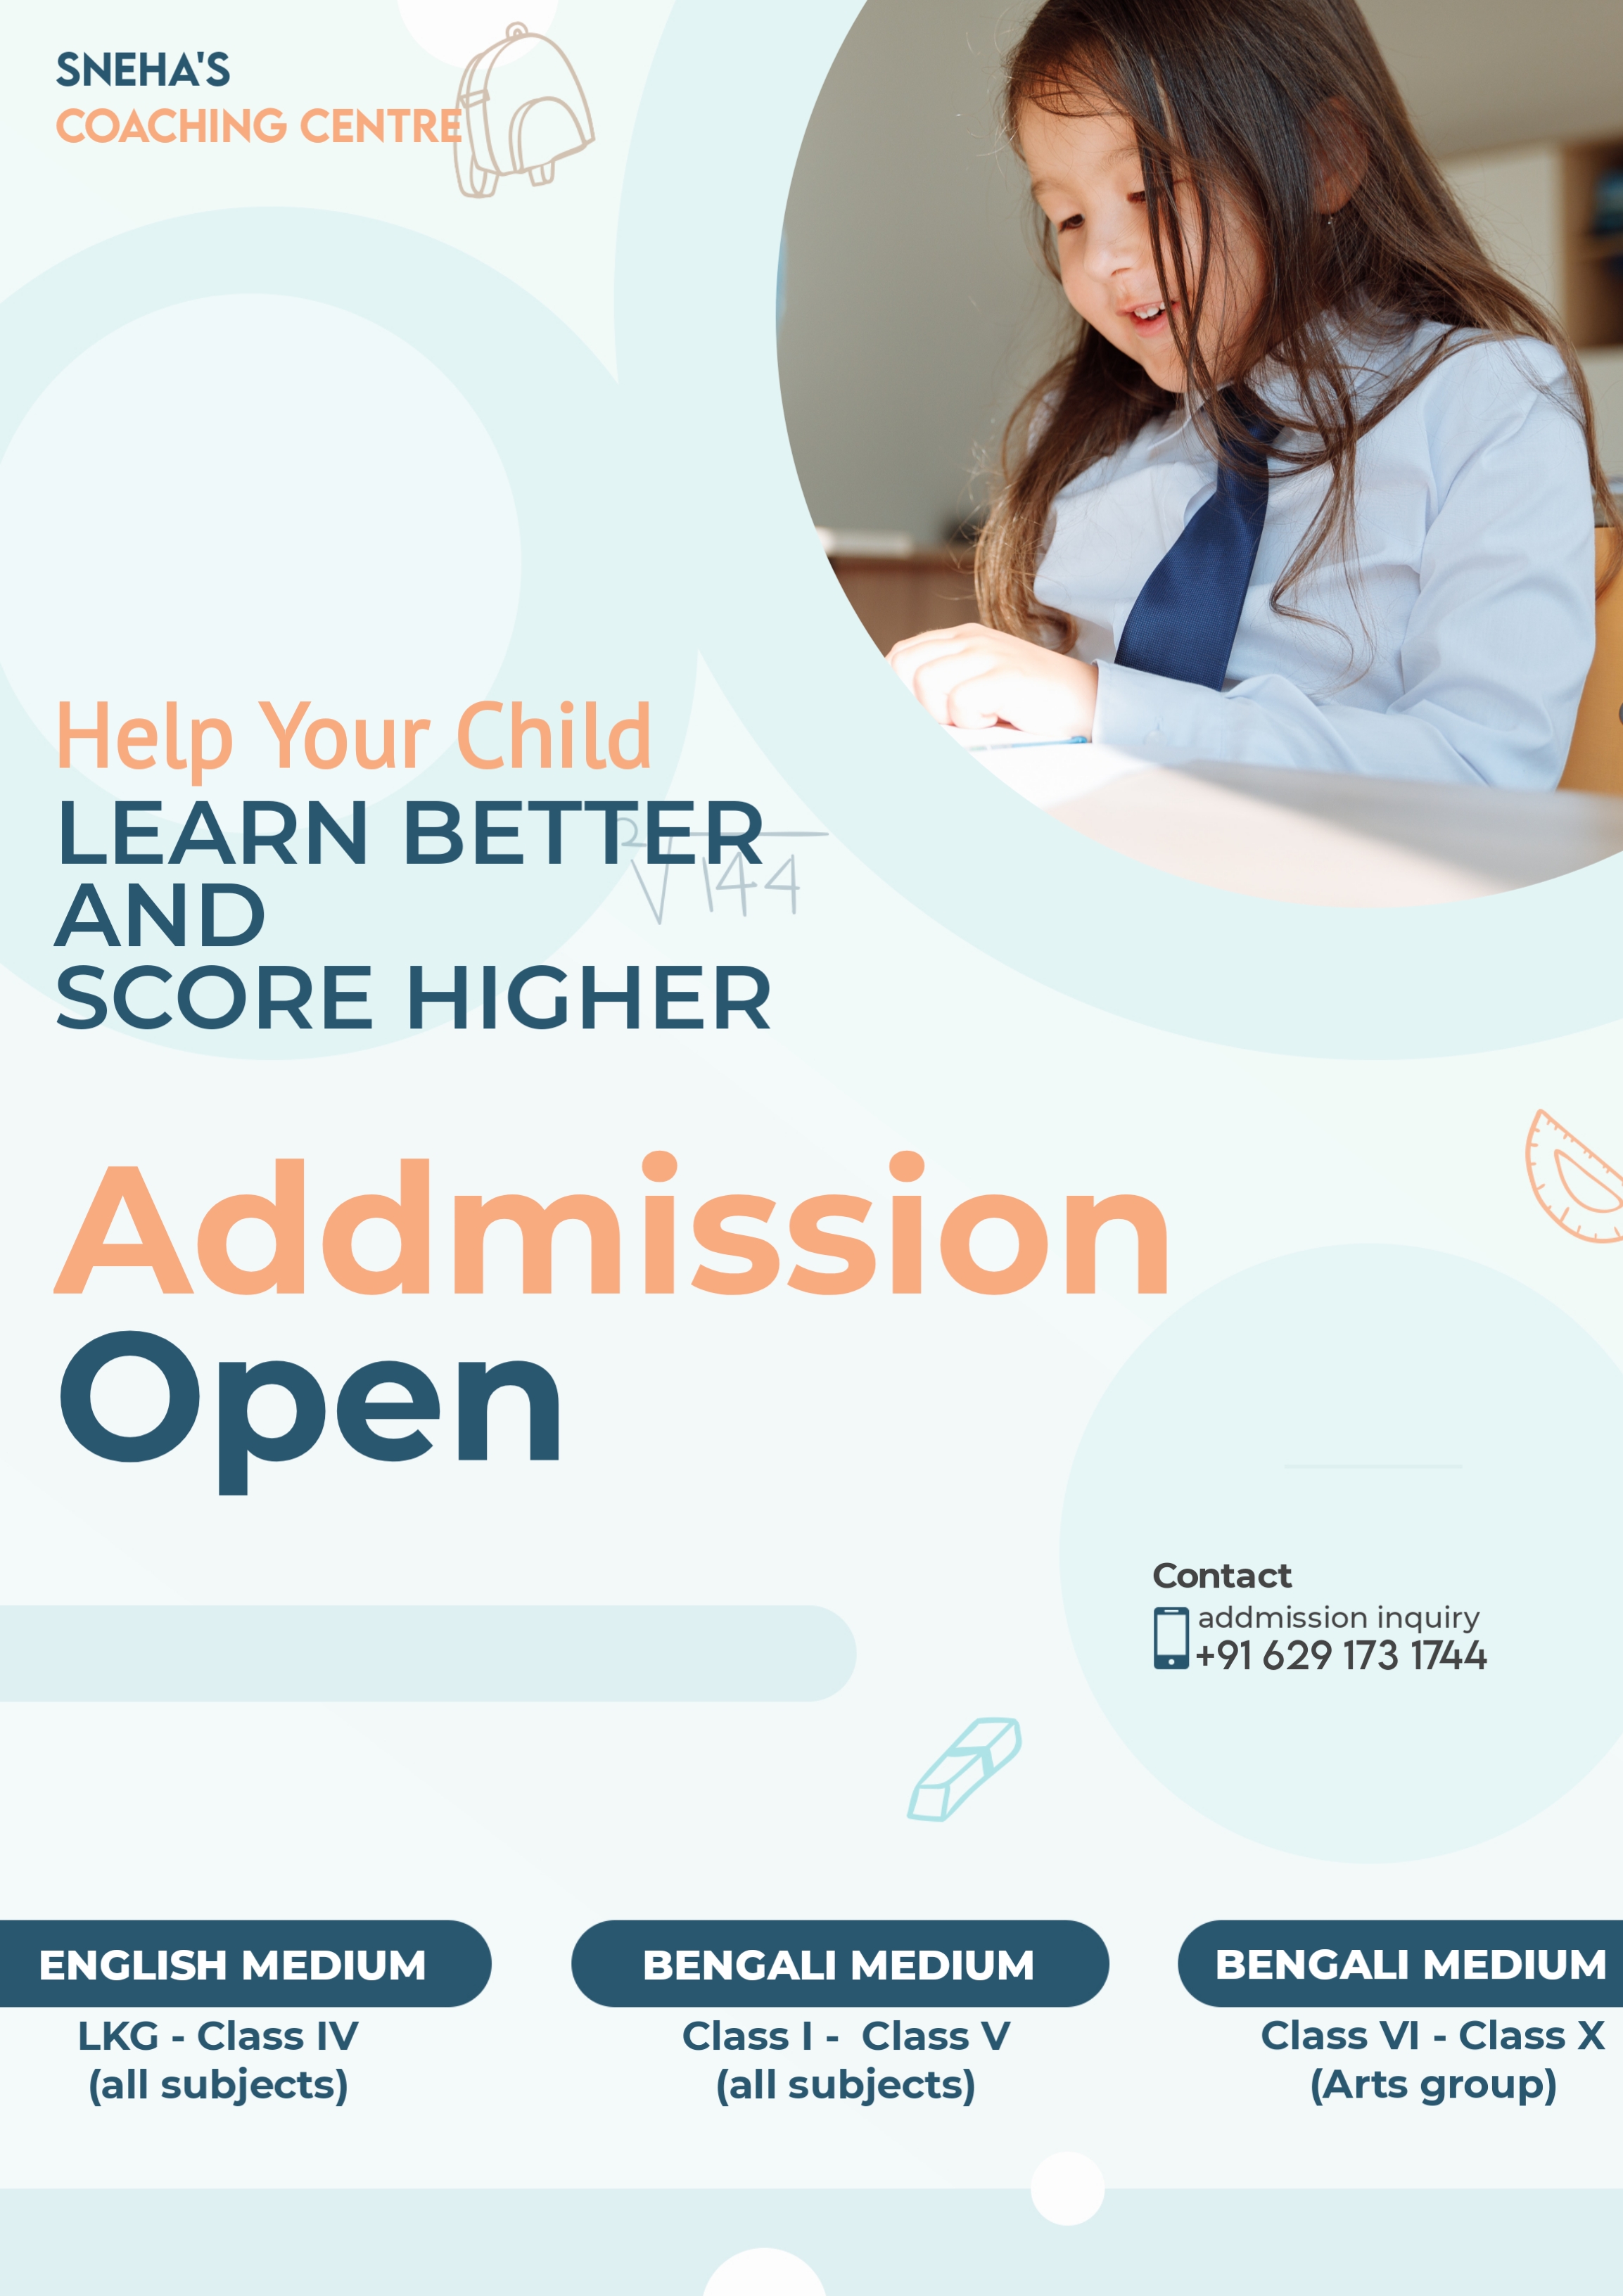 SNEHA'S
COACHING CENTRE
Help Your Child
LEARN BETTER
AND
SCORE HIGHER
2√144
Addmission
Open
Contact
addmission inquiry
+91 629 173 1744
ENGLISH MEDIUM
LKG - Class IV
(all subjects)
BENGALI MEDIUM
Class I - Class V
(all subjects)
BENGALI MEDIUM
Class VI - Class X
(Arts group)